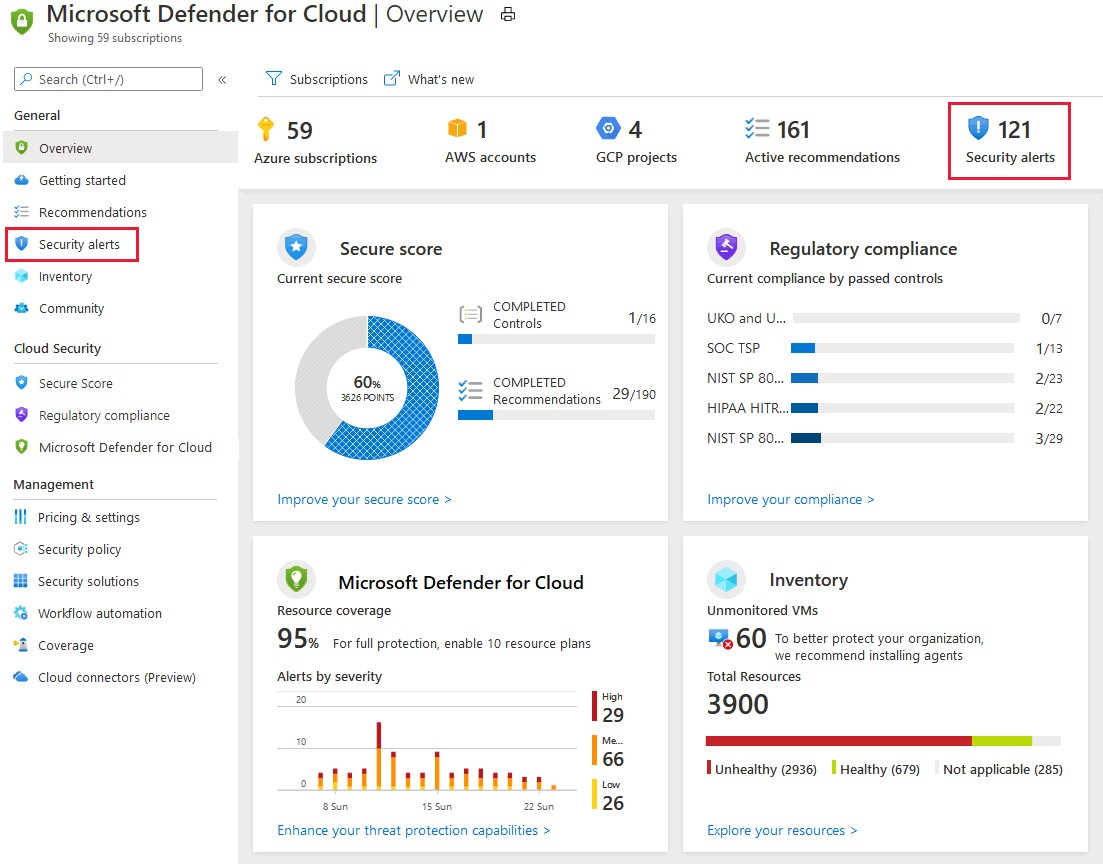 Microsoft Defender for Cloud | Overview
Showing 59 subscriptions
Search (Ctrl+/)
«
Subscriptions
What's new
General
Overview
Getting started
Recommendations
Security alerts
Inventory
Community
Cloud Security
Secure Score
Regulatory compliance
Microsoft Defender for Cloud
Management
Pricing & settings
Security policy
Security solutions
Workflow automation
Coverage
Cloud connectors (Preview)
59
Azure subscriptions
1
AWS accounts
4
GCP projects
161
Active recommendations
121
Security alerts
Secure score
Current secure score
60%
3626 POINTS
COMPLETED
Controls
1/16
COMPLETED
Recommendations
29/190
Improve your secure score >
Regulatory compliance
Current compliance by passed controls
UKO and U... 0/7
SOC TSP 1/13
NIST SP 80... 2/23
HIPAA HITR... 2/22
NIST SP 80... 3/29
Improve your compliance >
Microsoft Defender for Cloud
Resource coverage
95% For full protection, enable 10 resource plans
Alerts by severity
20
10
0
8 Sun 15 Sun 22 Sun
High
29
Me...
66
Low
26
Enhance your threat protection capabilities >
Inventory
Unmonitored VMs
60 To better protect your organization,
we recommend installing agents
Total Resources
3900
Unhealthy (2936) Healthy (679) Not applicable (285)
Explore your resources >